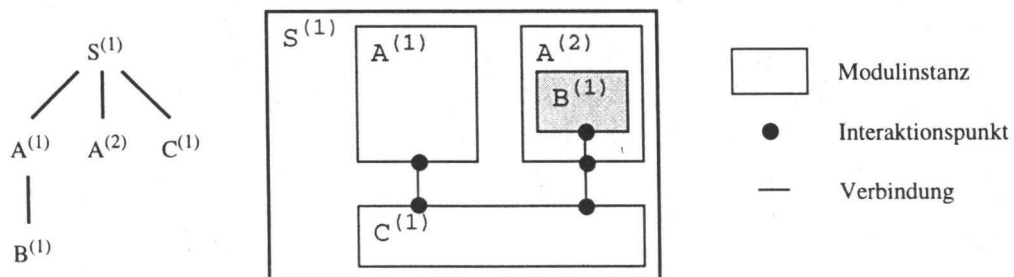 S(1)
A(1) A(2) C(1)
B(1)
S(1)
A(1)
A(2)
B(1)
C(1)
Modulinstanz
Interaktionspunkt
Verbindung